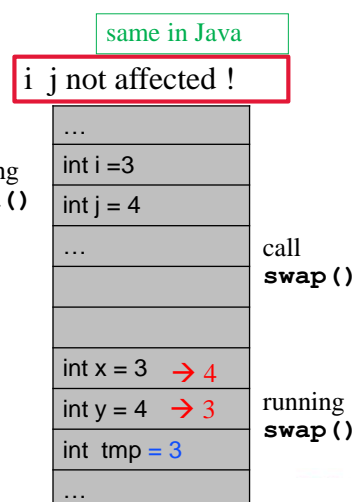 same in Java
i j not affected !
…
int i =3
int j = 4
()
…
call
swap()
int x = 3 → 4
int y = 4 → 3
running
swap()
int tmp = 3
…